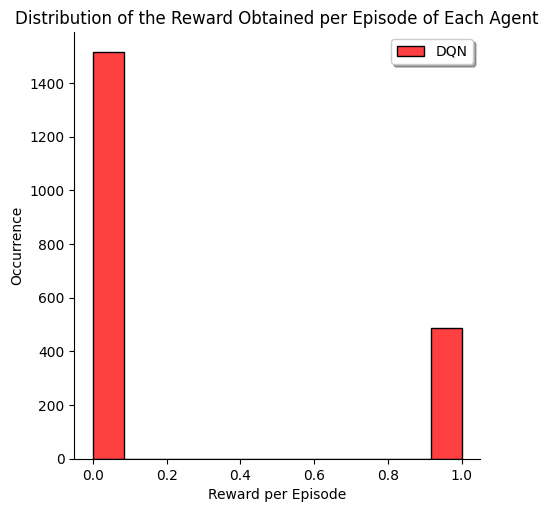 Distribution of the Reward Obtained per Episode of Each Agent
DQN
1400
1200
1000
800
600
400
200
0
Occurrence
0.0 0.2 0.4 0.6 0.8 1.0
Reward per Episode